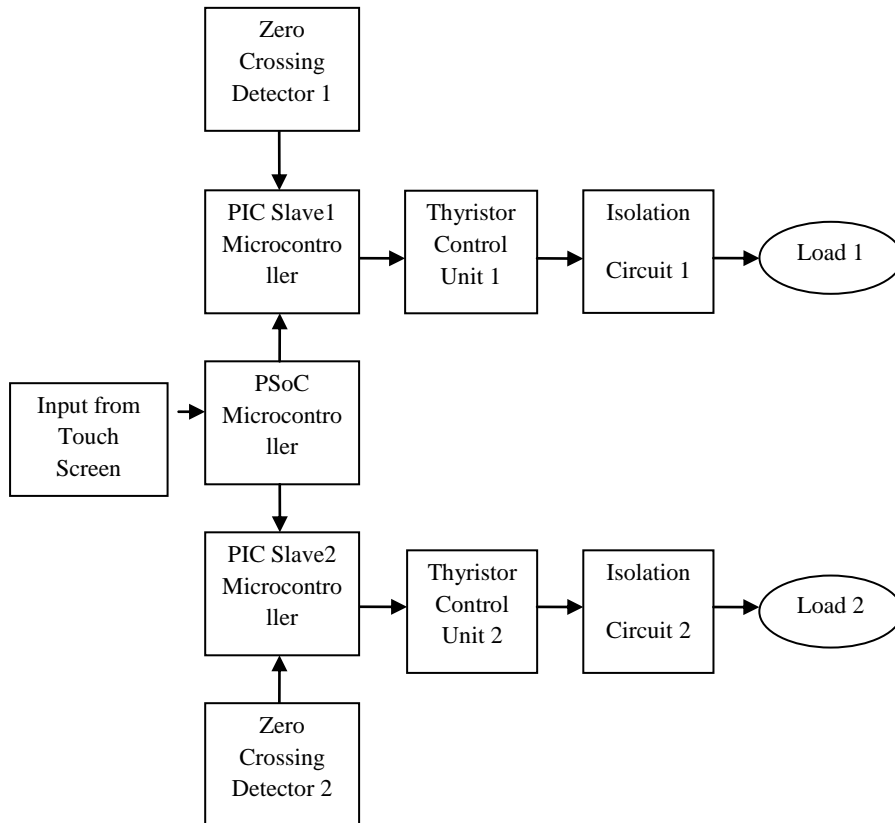 Zero
Crossing
Detector 1
PIC Slave1
Microcontro
ller
Thyristor
Control
Unit 1
Isolation
Circuit 1
Load 1
PSoC
Microcontro
ller
Input from
Touch
Screen
PIC Slave2
Microcontro
ller
Thyristor
Control
Unit 2
Isolation
Circuit 2
Load 2
Zero
Crossing
Detector 2